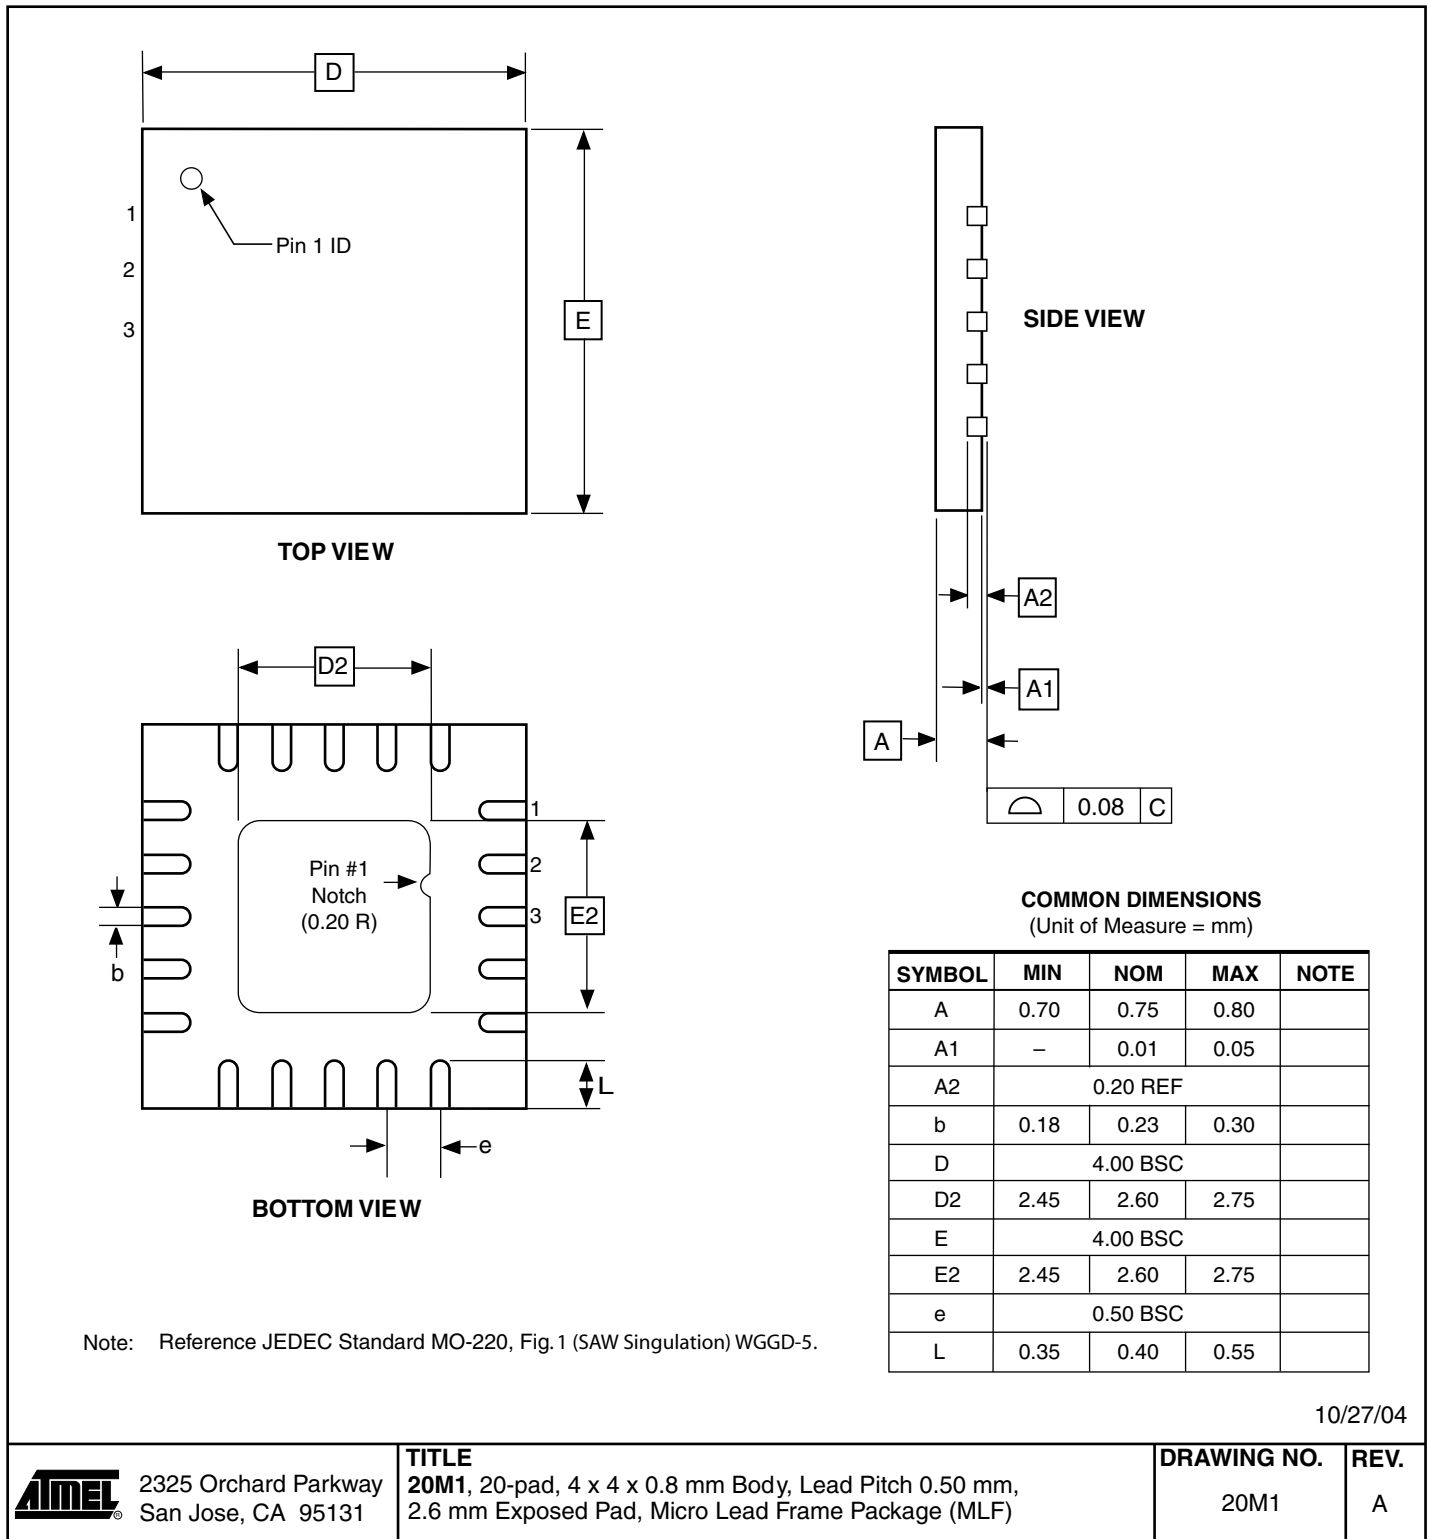 D
1
2
3
Pin 1 ID
E
TOP VIEW
SIDE VIEW
A2
A1
A
0.08 C
D2
1
2
3
Pin #1
Notch
(0.20 R)
E2
b
L
e
BOTTOM VIEW
COMMON DIMENSIONS
(Unit of Measure = mm)
SYMBOL MIN NOM MAX NOTE
A 0.70 0.75 0.80
A1 – 0.01 0.05
A2 0.20 REF
b 0.18 0.23 0.30
D 4.00 BSC
D2 2.45 2.60 2.75
E 4.00 BSC
E2 2.45 2.60 2.75
e 0.50 BSC
L 0.35 0.40 0.55
Note: Reference JEDEC Standard MO-220, Fig. 1 (SAW Singulation) WGGD-5.
10/27/04
ATMEL ®
2325 Orchard Parkway
San Jose, CA 95131
TITLE
20M1, 20-pad, 4 x 4 x 0.8 mm Body, Lead Pitch 0.50 mm,
2.6 mm Exposed Pad, Micro Lead Frame Package (MLF)
DRAWING NO.
20M1
REV.
A